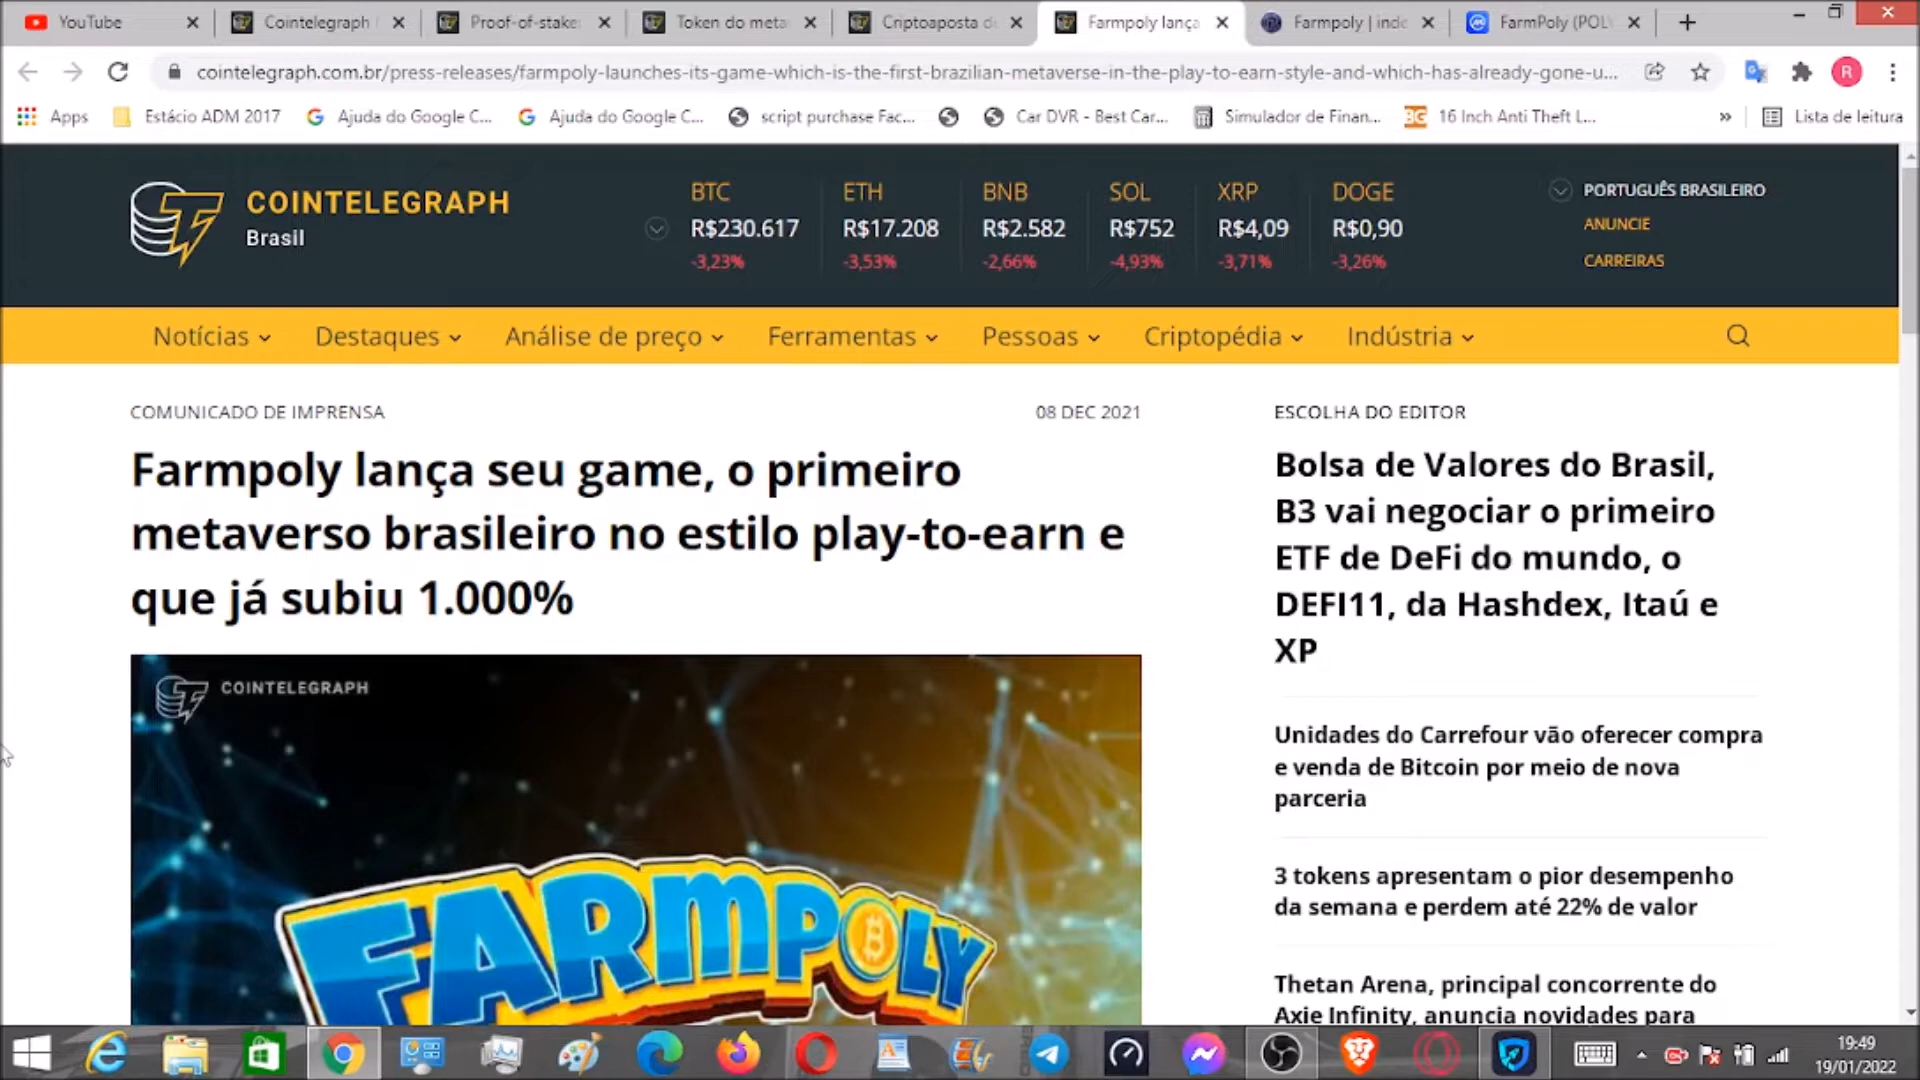 YouTube
Cointelegraph
Proof-of-stake
Token do meta
Criptoaposta d
Farmpoly lança
Farmpoly | inde
FarmPoly (POLY
cointelegraph.com.br/press-releases/farmpoly-launches-its-game-which-is-the-first-brazilian-metaverse-in-the-play-to-earn-style-and-which-has-already-gone-u...
R
Apps
Estácio ADM 2017
Ajuda do Google C...
Ajuda do Google C...
script purchase Fac...
Car DVR - Best Car...
Simulador de Finan...
BG
16 Inch Anti Theft L...
»
Lista de leitura
COINTELEGRAPH
Brasil
BTC
R$230.617
-3,23%
ETH
R$17.208
-3,53%
BNB
R$2.582
-2,66%
SOL
R$752
-4,93%
XRP
R$4,09
-3,71%
DOGE
R$0,90
-3,26%
PORTUGUÊS BRASILEIRO
ANUNCIE
CARREIRAS
Notícias
Destaques
Análise de preço
Ferramentas
Pessoas
Criptopédia
Indústria
COMUNICADO DE IMPRENSA
08 DEC 2021
Farmpoly lança seu game, o primeiro
metaverso brasileiro no estilo play-to-earn e
que já subiu 1.000%
COINTELEGRAPH
FARMPOLY
ESCOLHA DO EDITOR
Bolsa de Valores do Brasil,
B3 vai negociar o primeiro
ETF de DeFi do mundo, o
DEFI11, da Hashdex, Itaú e
XP
Unidades do Carrefour vão oferecer compra
e venda de Bitcoin por meio de nova
parceria
3 tokens apresentam o pior desempenho
da semana e perdem até 22% de valor
Thetan Arena, principal concorrente do
Axie Infinity, anuncia novidades para
19:49
19/01/2022